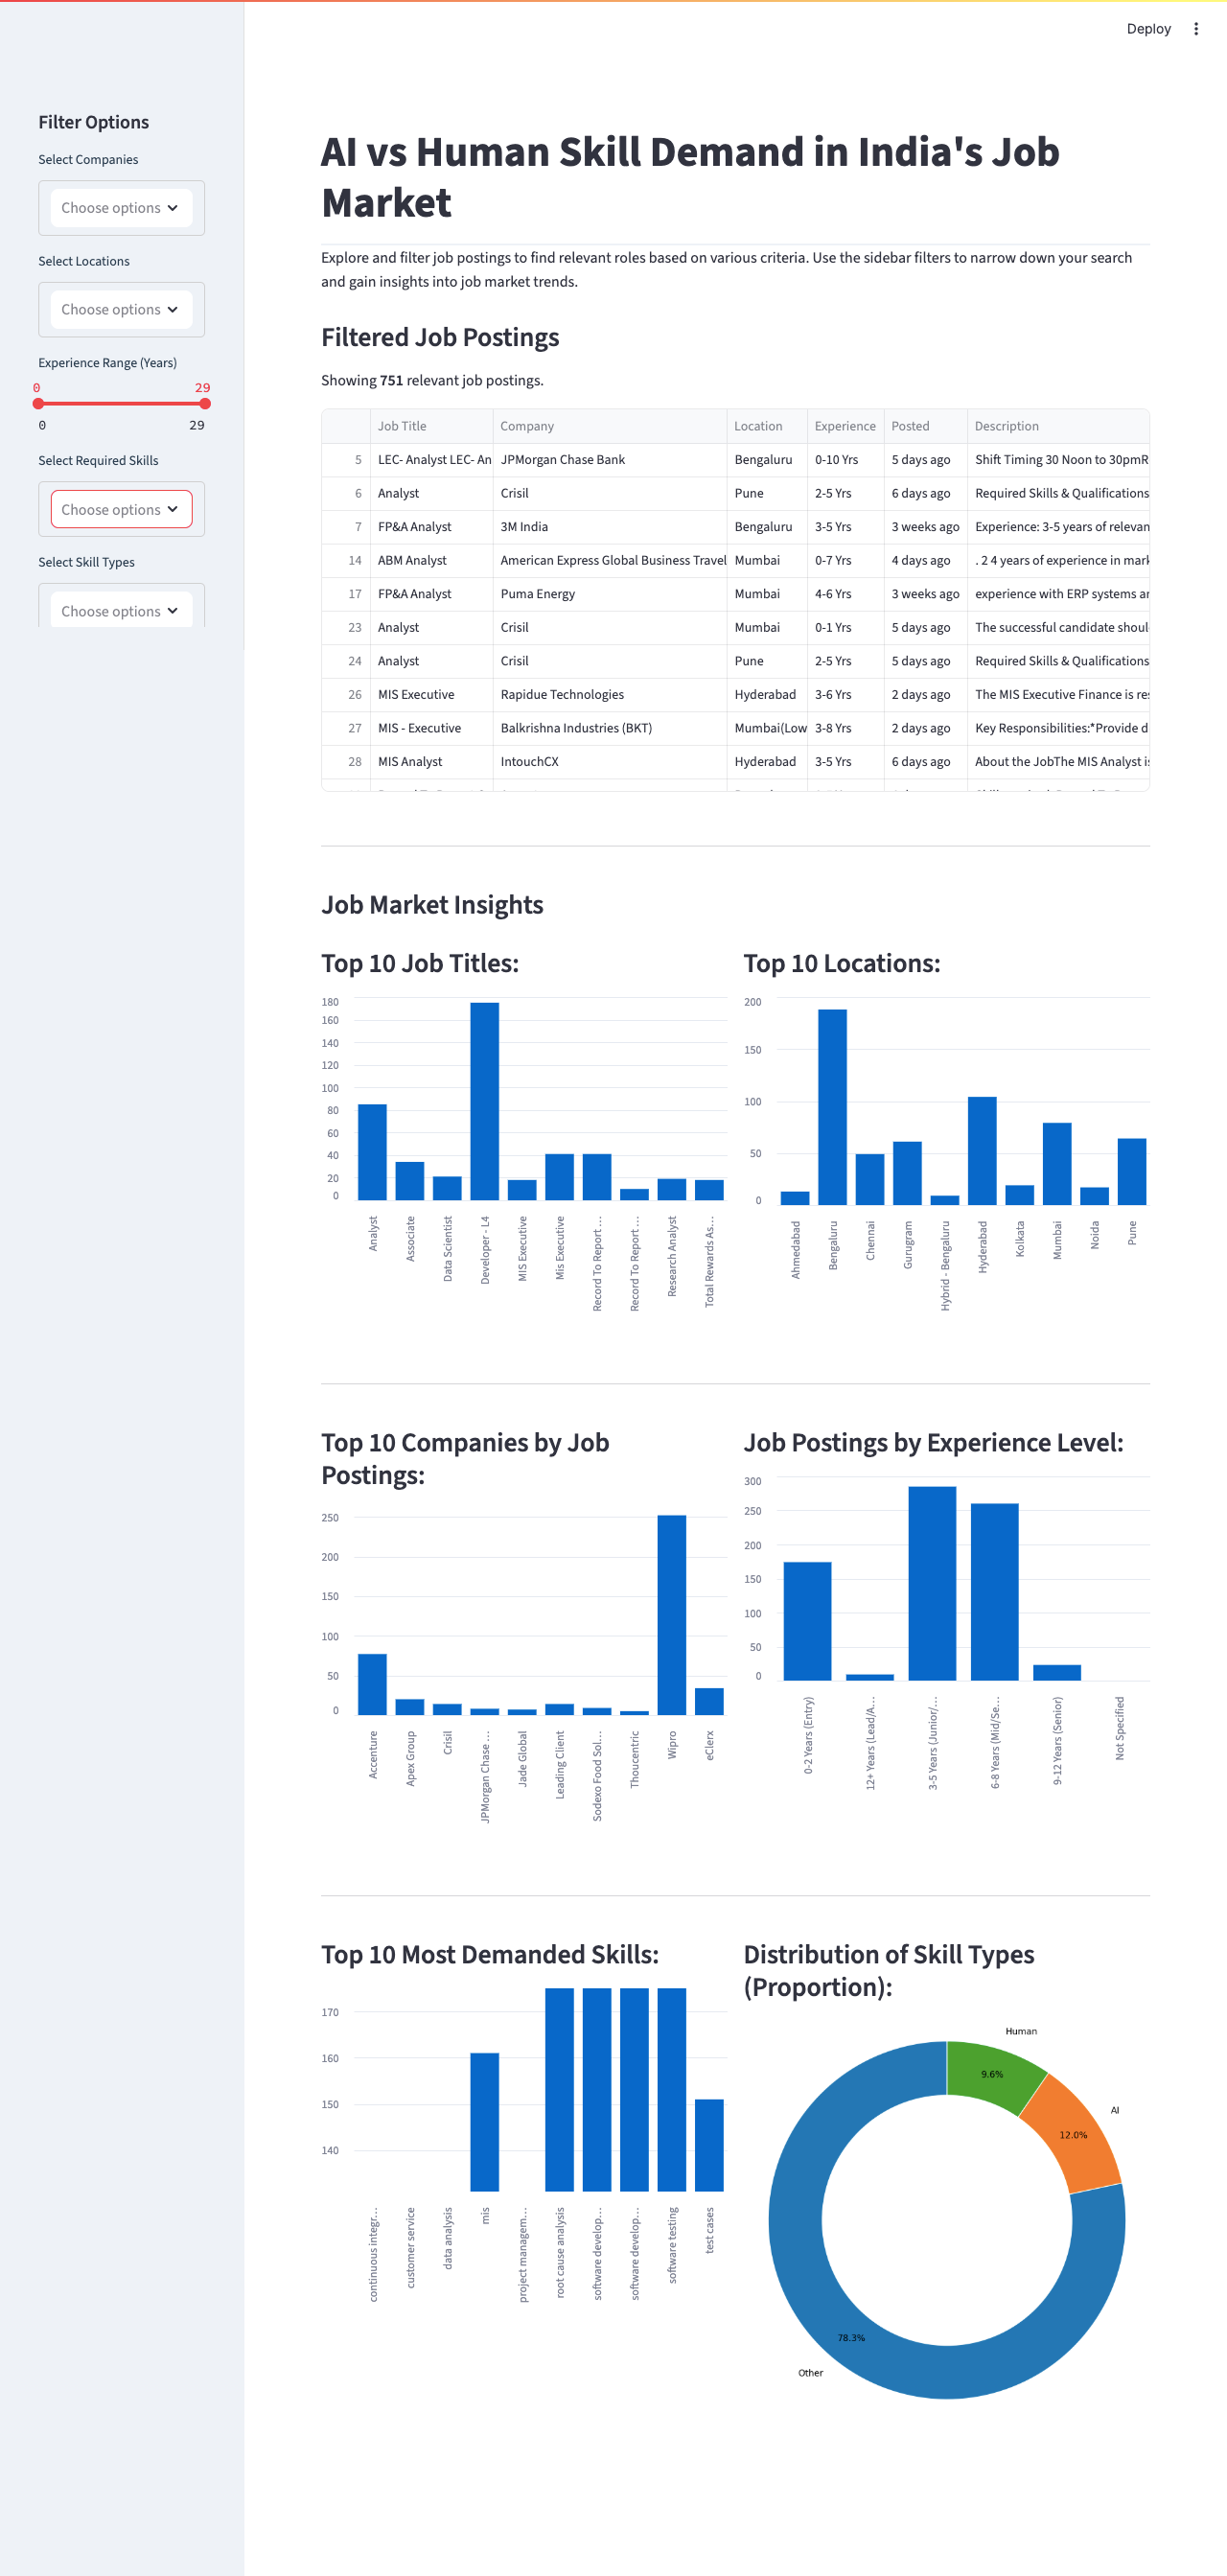 Deploy
Filter Options
Select Companies
Choose options
Select Locations
Choose options
Experience Range (Years)
0 29
0 29
Select Required Skills
Choose options
Select Skill Types
Choose options
AI vs Human Skill Demand in India's Job
Market
Explore and filter job postings to find relevant roles based on various criteria. Use the sidebar filters to narrow down your search
and gain insights into job market trends.
Filtered Job Postings
Showing 751 relevant job postings.
Job Title Company Location Experience Posted Description
5 LEC- Analyst LEC- An JPMorgan Chase Bank Bengaluru 0-10 Yrs 5 days ago Shift Timing 30 Noon to 30pmR
6 Analyst Crisil Pune 2-5 Yrs 6 days ago Required Skills & Qualifications
7 FP&A Analyst 3M India Bengaluru 3-5 Yrs 3 weeks ago Experience: 3-5 years of relevan
14 ABM Analyst American Express Global Business Travel Mumbai 0-7 Yrs 4 days ago . 2 4 years of experience in mark
17 FP&A Analyst Puma Energy Mumbai 4-6 Yrs 3 weeks ago experience with ERP systems an
23 Analyst Crisil Mumbai 0-1 Yrs 5 days ago The successful candidate shoul
24 Analyst Crisil Pune 2-5 Yrs 5 days ago Required Skills & Qualifications
26 MIS Executive Rapidue Technologies Hyderabad 3-6 Yrs 2 days ago The MIS Executive Finance is res
27 MIS - Executive Balkrishna Industries (BKT) Mumbai(Low 3-8 Yrs 2 days ago Key Responsibilities:*Provide d
28 MIS Analyst IntouchCX Hyderabad 3-5 Yrs 6 days ago About the JobThe MIS Analyst is
Job Market Insights
Top 10 Job Titles:
180
160
140
120
100
80
60
40
20
0
Analyst
Associate
Data Scientist
Developer - L4
MIS Executive
Mis Executive
Record To Report …
Record To Report …
Research Analyst
Total Rewards As…
Top 10 Locations:
200
150
100
50
0
Ahmedabad
Bengaluru
Chennai
Gurugram
Hybrid - Bengaluru
Hyderabad
Kolkata
Mumbai
Noida
Pune
Top 10 Companies by Job
Postings:
250
200
150
100
50
0
Accenture
Apex Group
Crisil
JPMorgan Chase …
Jade Global
Leading Client
Sodexo Food Sol…
Thoucentric
Wipro
eClerx
Job Postings by Experience Level:
300
250
200
150
100
50
0
0-2 Years (Entry)
12+ Years (Lead/A…
3-5 Years (Junior/…
6-8 Years (Mid/Se…
9-12 Years (Senior)
Not Specified
Top 10 Most Demanded Skills:
170
160
150
140
continuous integr…
customer service
data analysis
mis
project managem…
root cause analysis
software develop…
software develop…
software testing
test cases
Distribution of Skill Types
(Proportion):
Human
9.6%
AI
12.0%
78.3%
Other